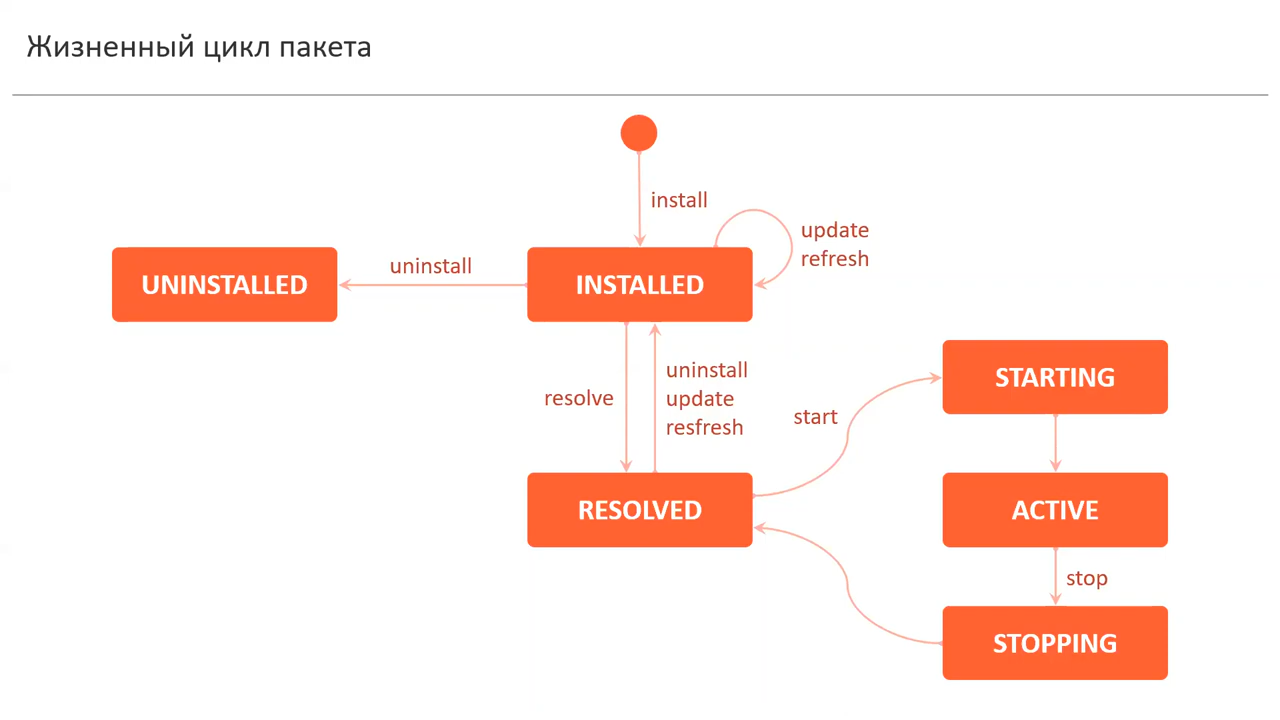 Жизненный цикл пакета
install
update
refresh
uninstall
UNINSTALLED
INSTALLED
uninstall
update
resfresh
resolve
start
STARTING
RESOLVED
ACTIVE
stop
STOPPING